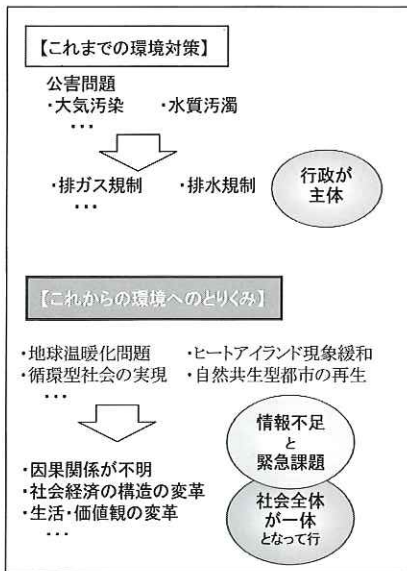 【これまでの環境対策】
公害問題
・大気汚染 ・水質汚濁
・・・
・排ガス規制 ・排水規制
・・・
行政が
主体
【これからの環境へのとりくみ】
・地球温暖化問題 ・ヒートアイランド現象緩和
・循環型社会の実現 ・自然共生型都市の再生
・・・
情報不足
と
緊急課題
・因果関係が不明
・社会経済の構造の変革
・生活・価値観の変革
・・・
社会全体
が一体
となって行